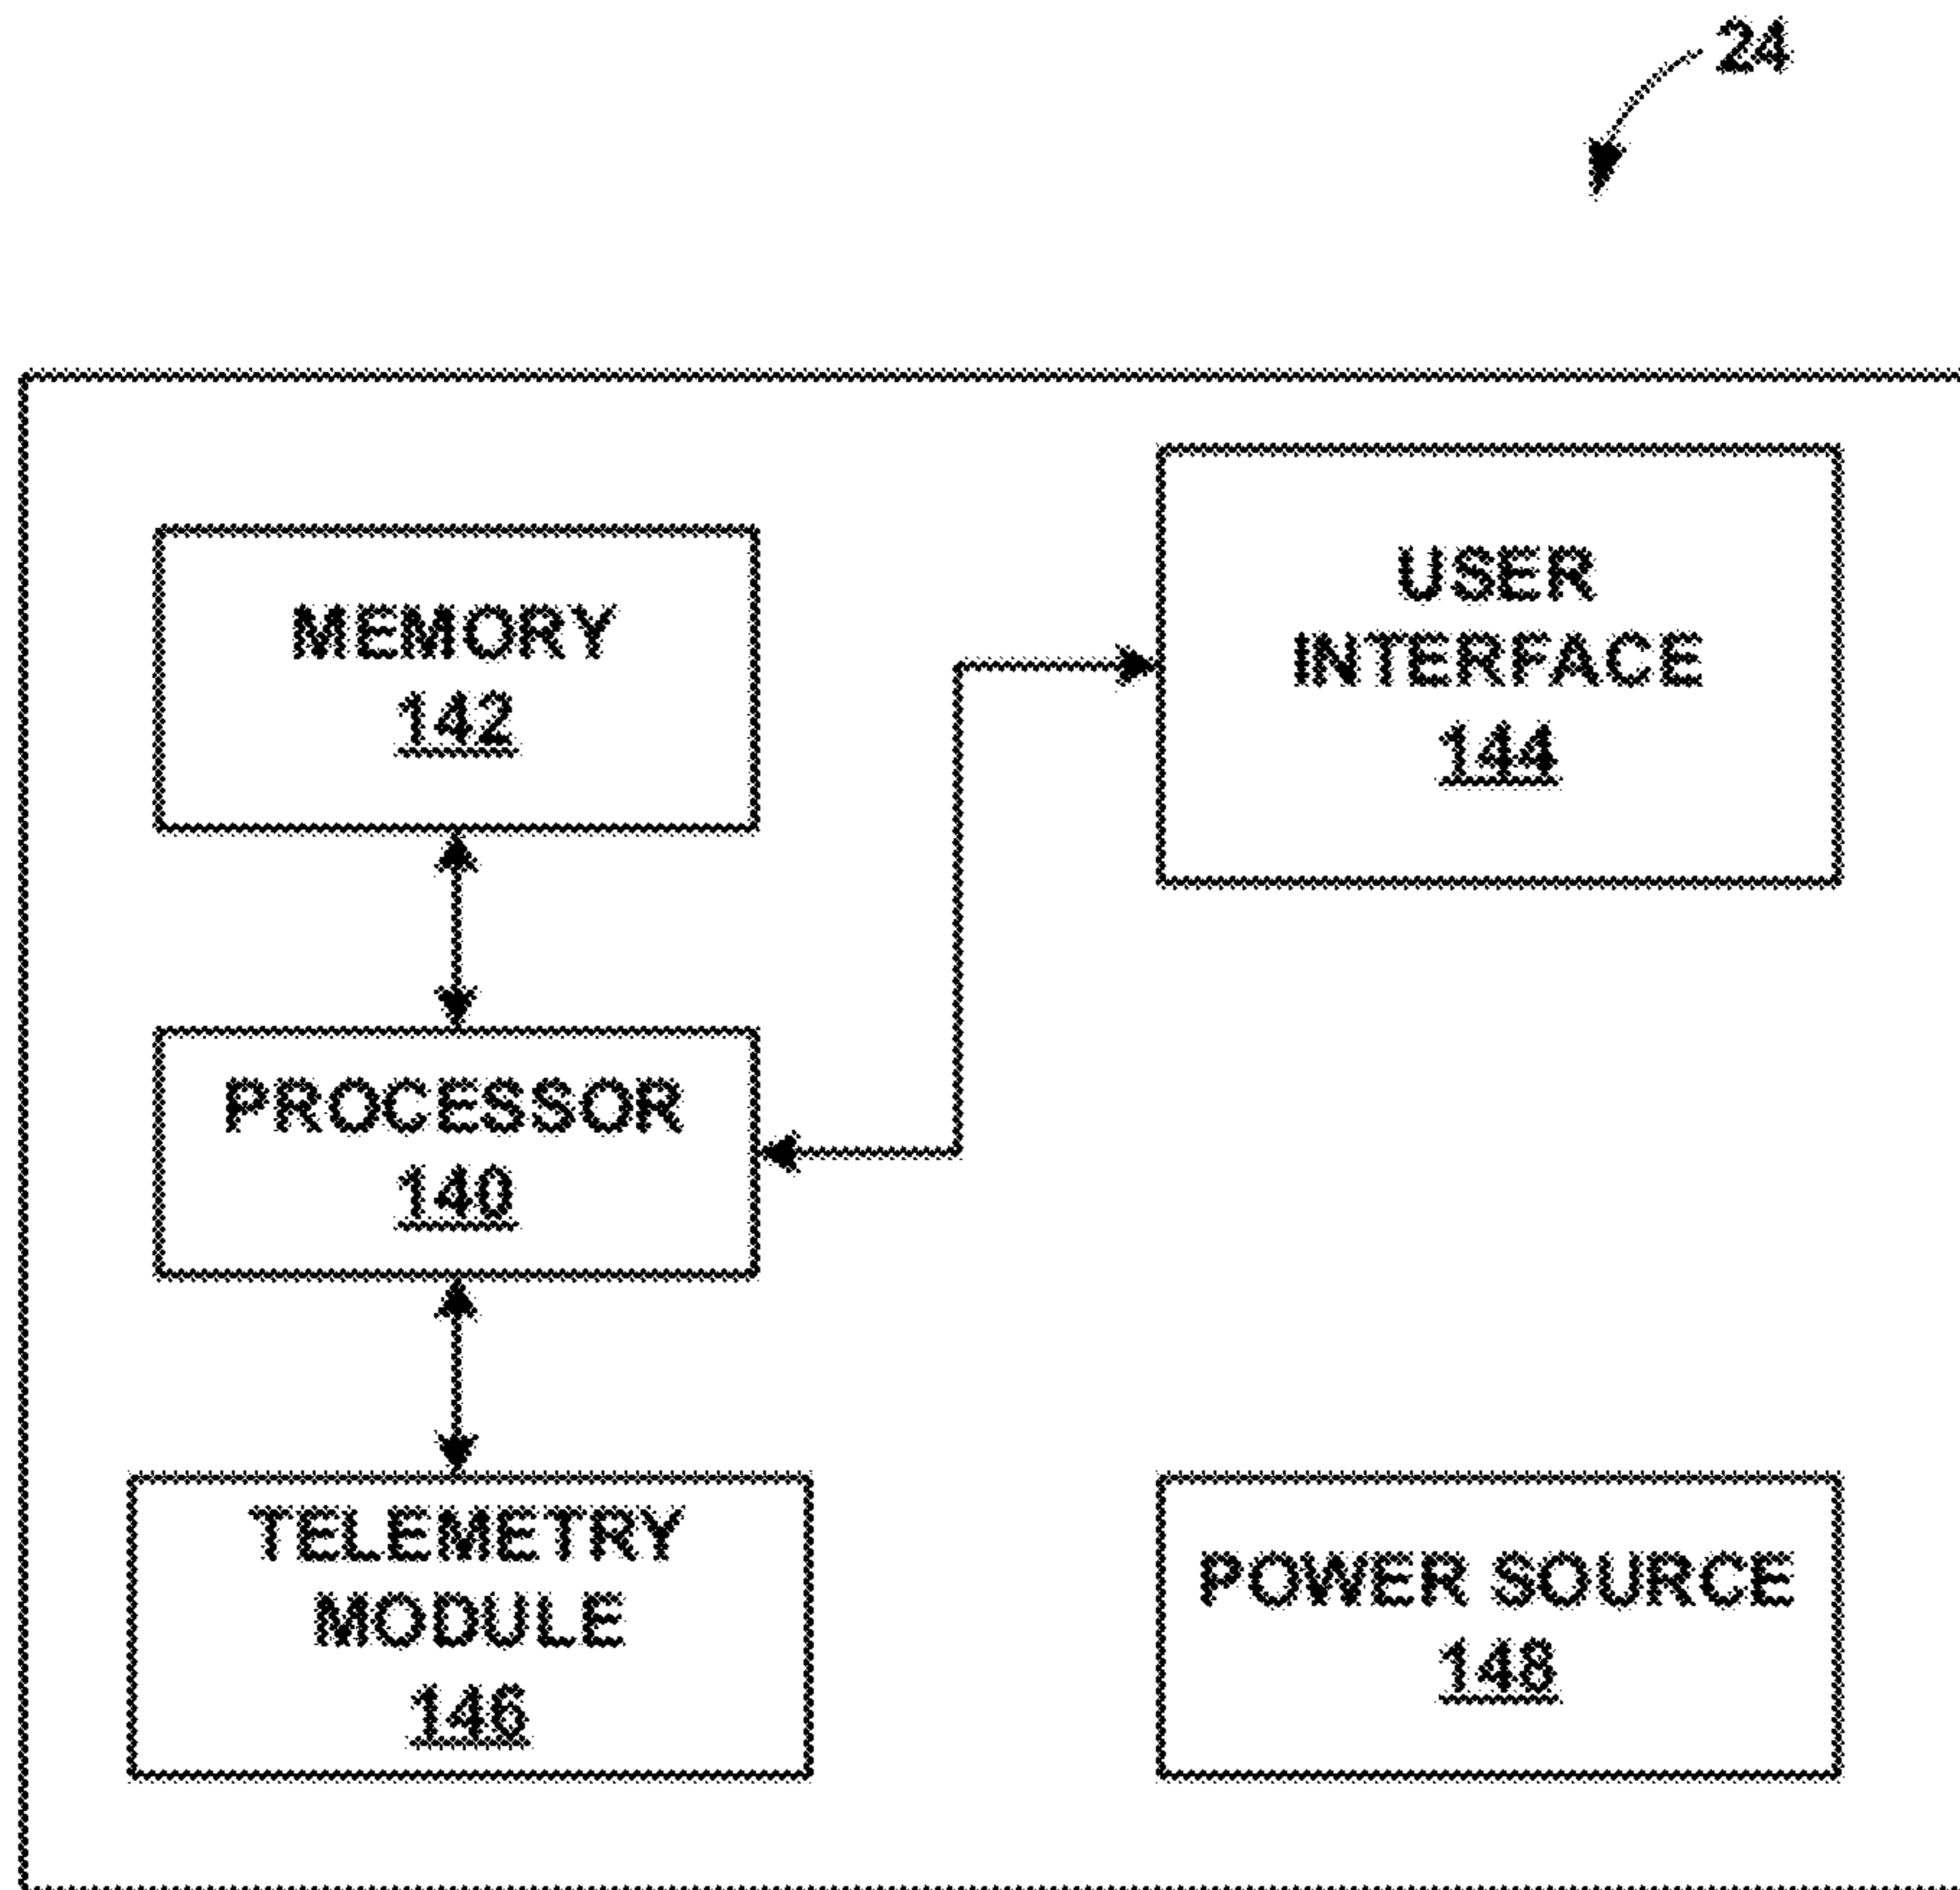 24
MEMORY
142
USER
INTERFACE
144
PROCESSOR
140
TELEMETRY
MODULE
146
POWER SOURCE
148